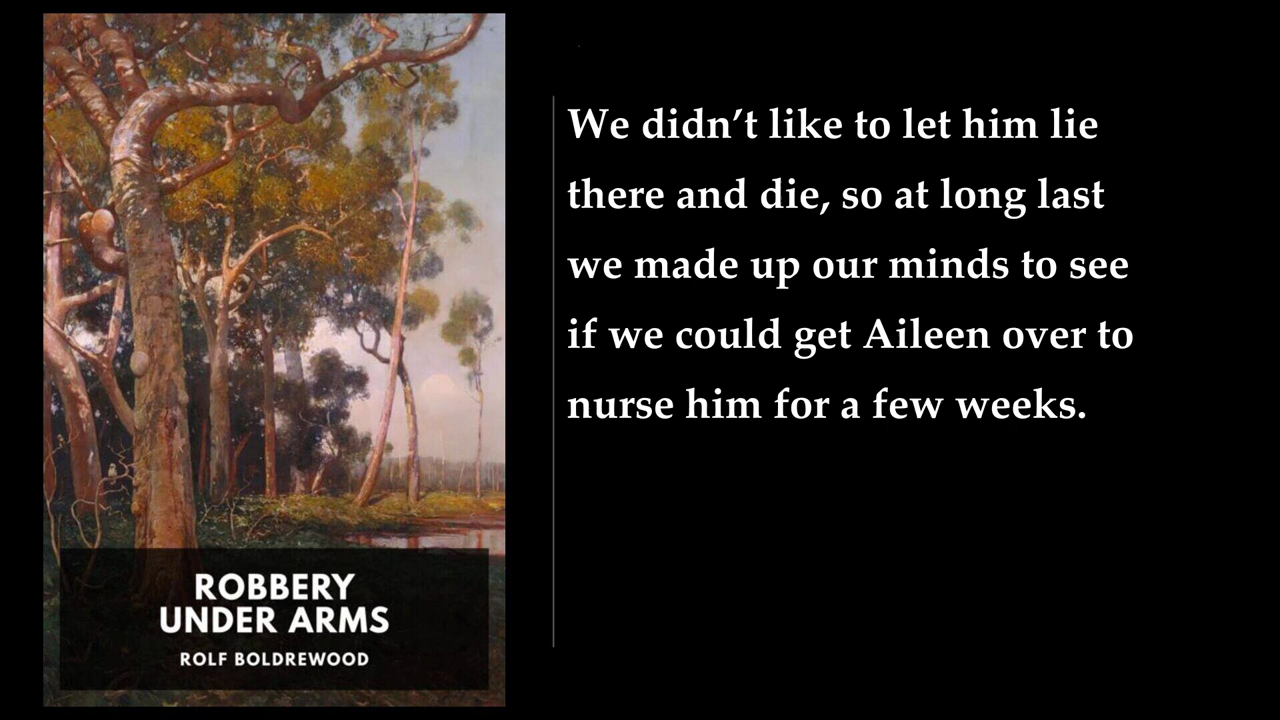 We didn’t like to let him lie
there and die, so at long last
we made up our minds to see
if we could get Aileen over to
nurse him for a few weeks.
ROBBERY
UNDER ARMS
ROLF BOLDREWOOD